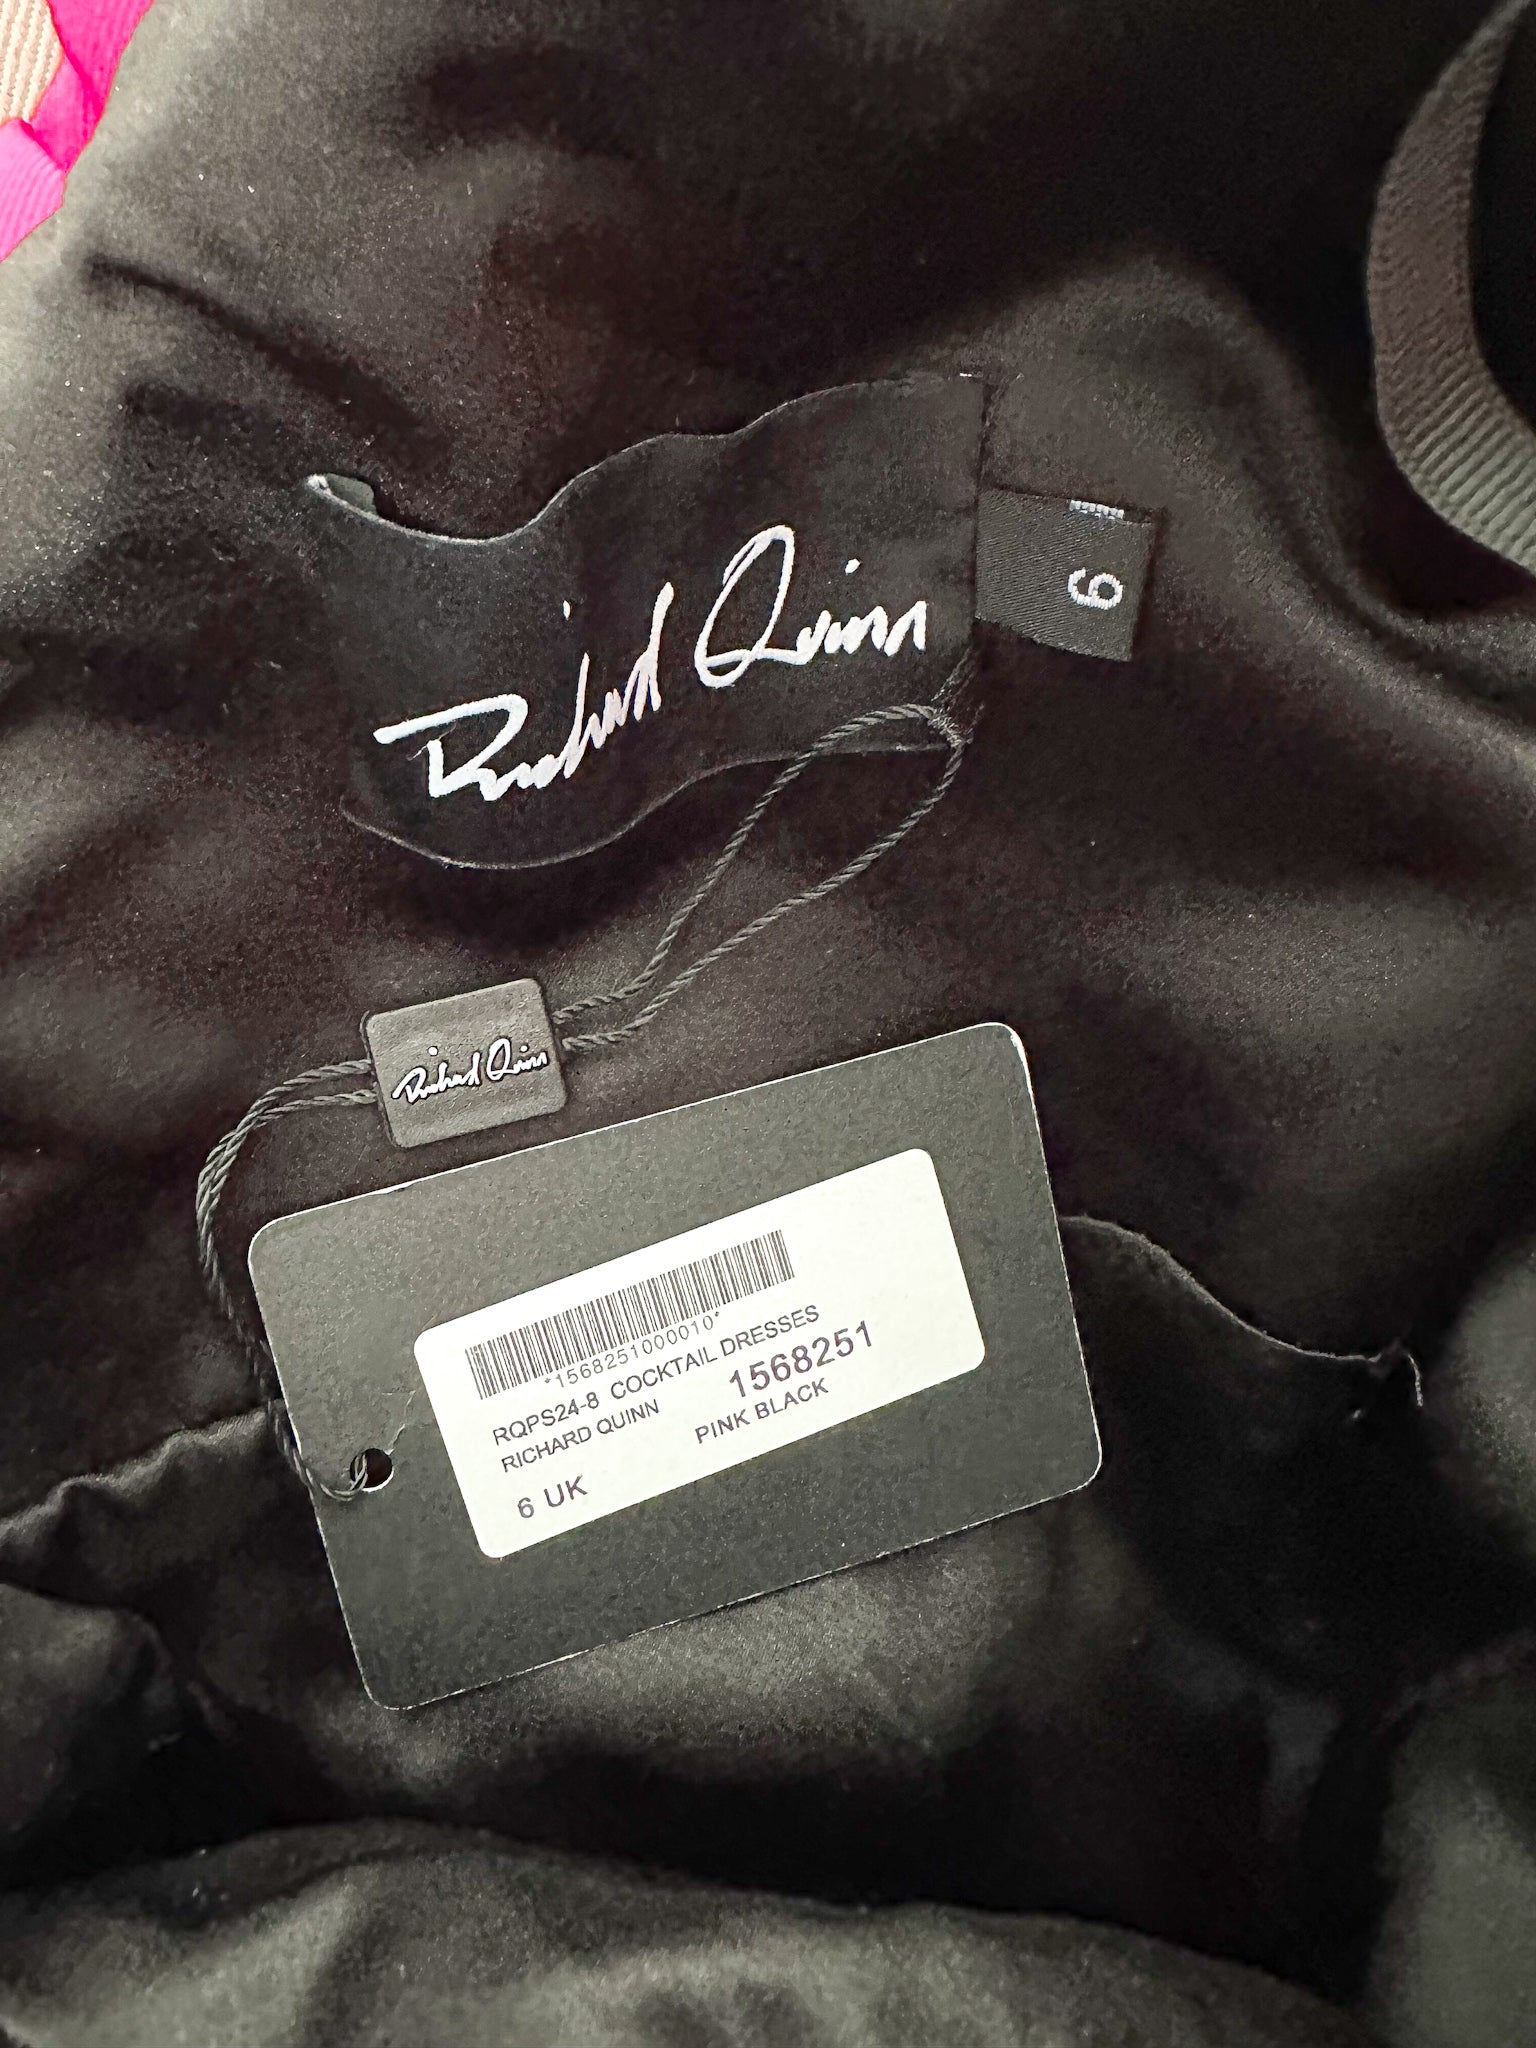 Richard Quinn
6
Richard Quinn
*1568251000010*
RQPS24-8 COCKTAIL DRESSES
RICHARD QUINN 1568251
PINK BLACK
6 UK